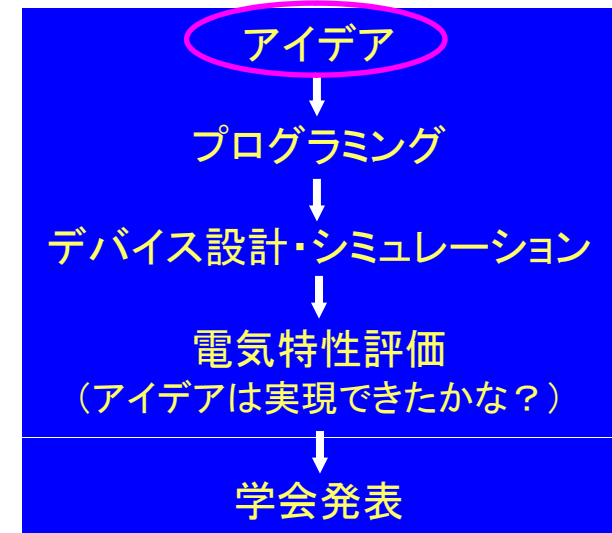 アイデア
プログラミング
デバイス設計・シミュレーション
電気特性評価
（アイデアは実現できたかな？）
学会発表